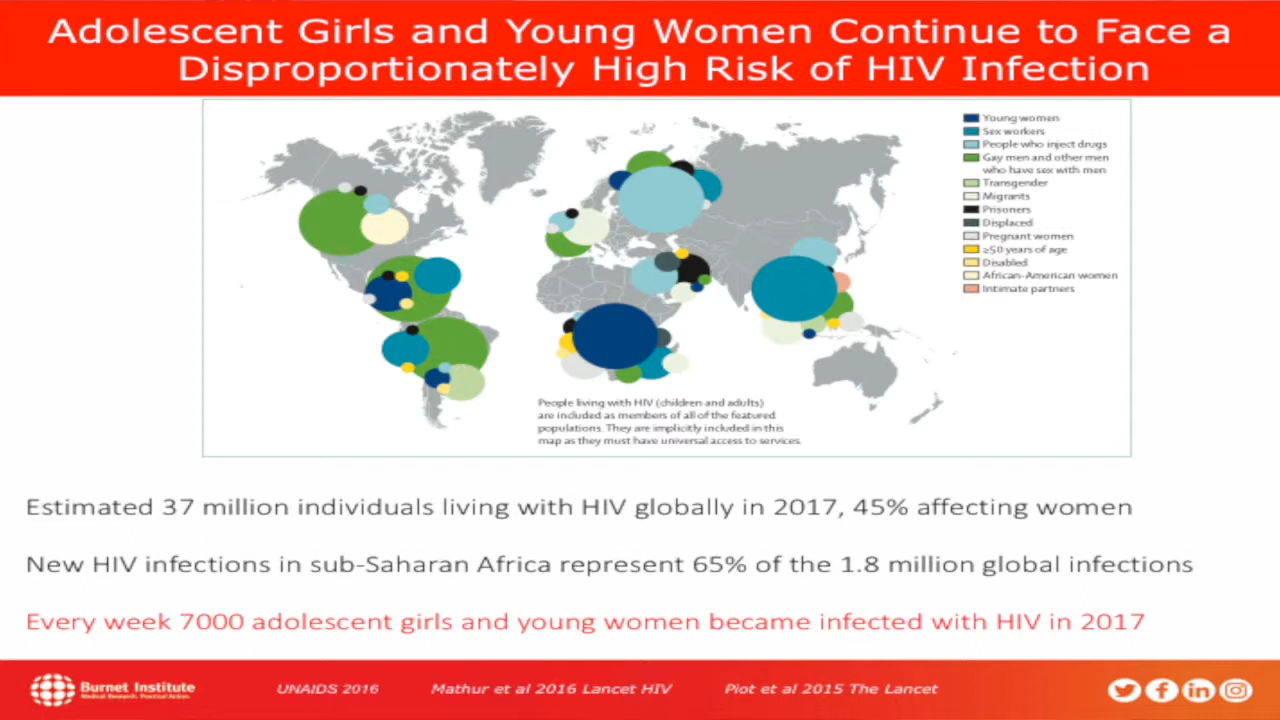 Adolescent Girls and Young Women Continue to Face a
Disproportionately High Risk of HIV Infection
Young women
Sex workers
People who inject drugs
Gay men and other men
who have sex with men
Transgender
Migrants
Prisoners
Displaced
Pregnant women
≥50 years of age
Disabled
African-American women
Intimate partners
People living with HIV (children and adults)
are included as members of all of the featured
populations. They are implicitly included in this
map as they must have universal access to services.
Estimated 37 million individuals living with HIV globally in 2017, 45% affecting women
New HIV infections in sub-Saharan Africa represent 65% of the 1.8 million global infections
Every week 7000 adolescent girls and young women became infected with HIV in 2017
Burnet Institute
Medical Research. Practical Action.
UNAIDS 2016 Mathur et al 2016 Lancet HIV Piot et al 2015 The Lancet